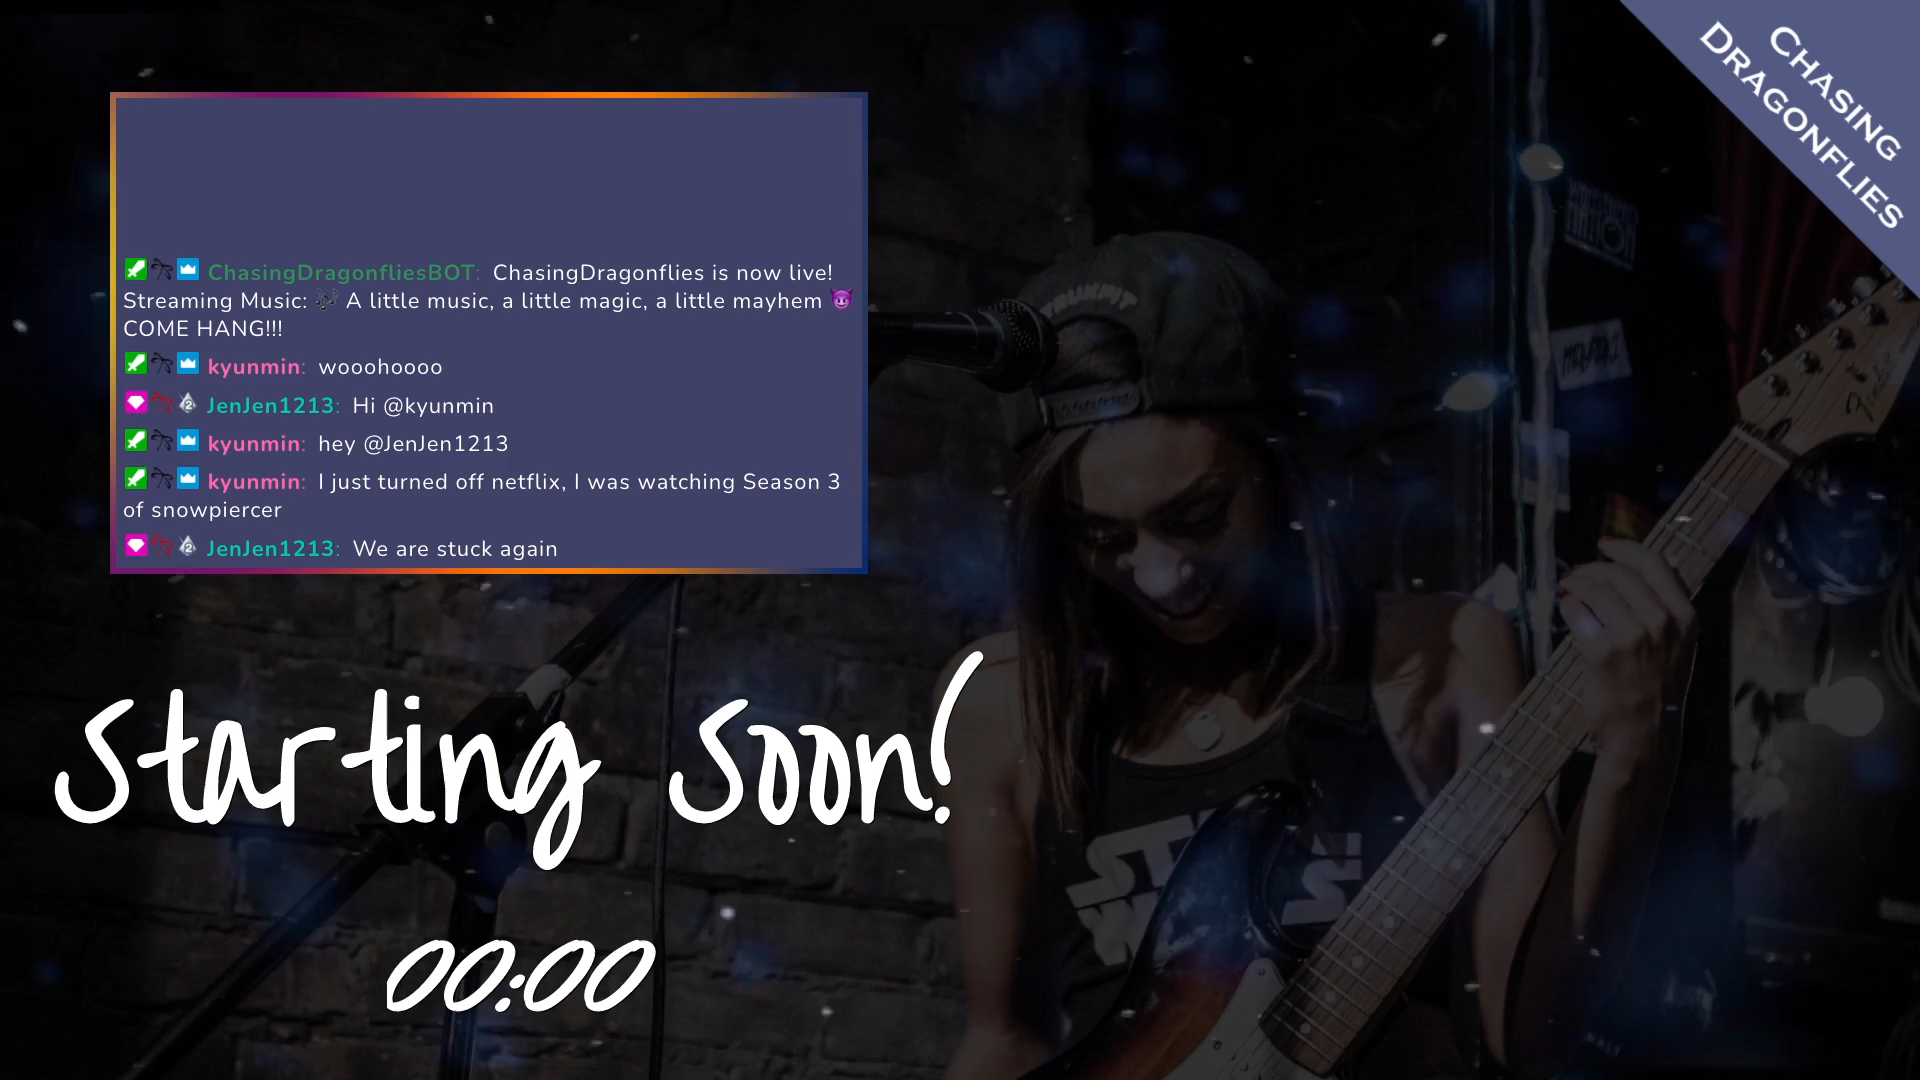 CHASING
DRAGONFLIES
ChasingDragonfliesBOT: ChasingDragonflies is now live!
Streaming Music: 🎶 A little music, a little magic, a little mayhem 😈
COME HANG!!!
kyunmin: wooohoooo
JenJen1213: Hi @kyunmin
kyunmin: hey @JenJen1213
kyunmin: I just turned off netflix, I was watching Season 3
of snowpiercer
JenJen1213: We are stuck again
Starting Soon!
00:00